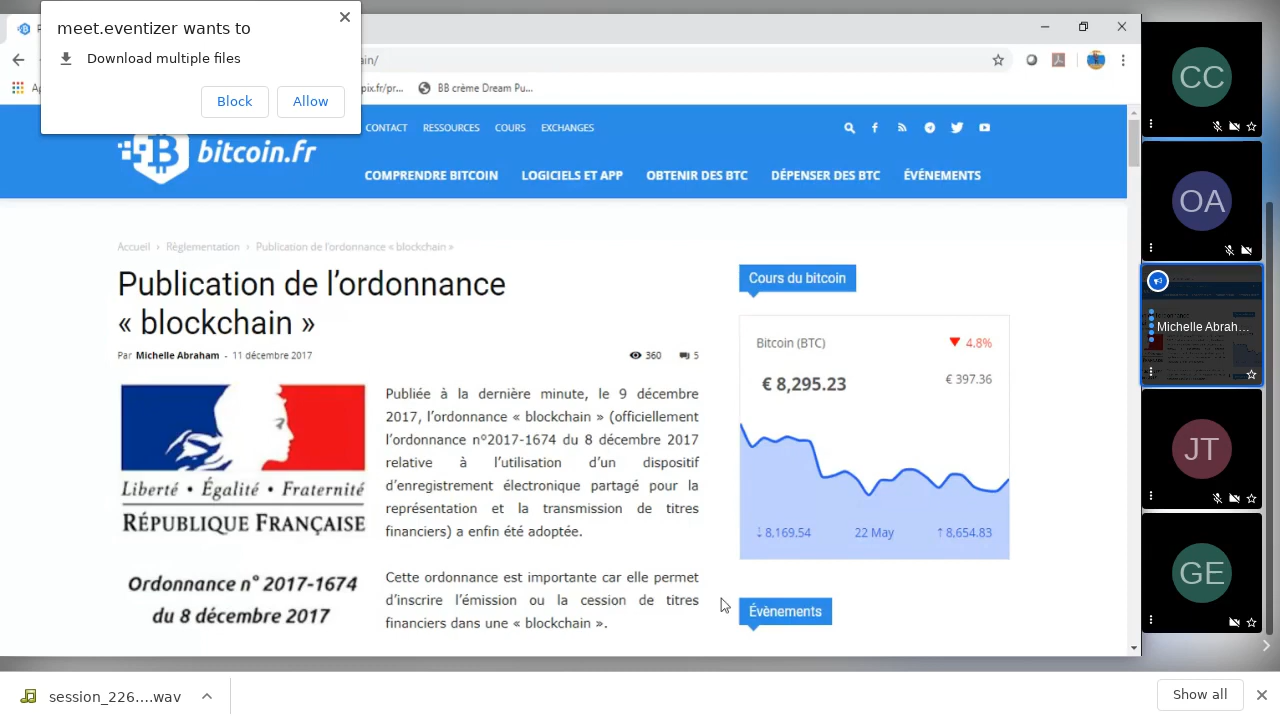 meet.eventizer wants to
Download multiple files
Block
Allow
ain/
pix.fr/pr...
BB crème Dream Pu...
CONTACT
RESSOURCES
COURS
EXCHANGES
bitcoin.fr
COMPRENDRE BITCOIN
LOGICIELS ET APP
OBTENIR DES BTC
DÉPENSER DES BTC
ÉVÉNEMENTS
Accueil › Règlementation › Publication de l'ordonnance « blockchain »
Publication de l'ordonnance
« blockchain »
Par Michelle Abraham - 11 décembre 2017
360
5
Liberté • Égalité • Fraternité
RÉPUBLIQUE FRANÇAISE
Ordonnance n° 2017-1674
du 8 décembre 2017
Publiée à la dernière minute, le 9 décembre
2017, l'ordonnance « blockchain » (officiellement
l'ordonnance n°2017-1674 du 8 décembre 2017
relative à l'utilisation d'un dispositif
d'enregistrement électronique partagé pour la
représentation et la transmission de titres
financiers) a enfin été adoptée.
Cette ordonnance est importante car elle permet
d'inscrire l'émission ou la cession de titres
financiers dans une « blockchain ».
Cours du bitcoin
Bitcoin (BTC)
4.8%
€ 8,295.23
€ 397.36
↓ 8,169.54
22 May
↑ 8,654.83
Évènements
CC
OA
Michelle Abrah...
JT
GE
session_226....wav
Show all